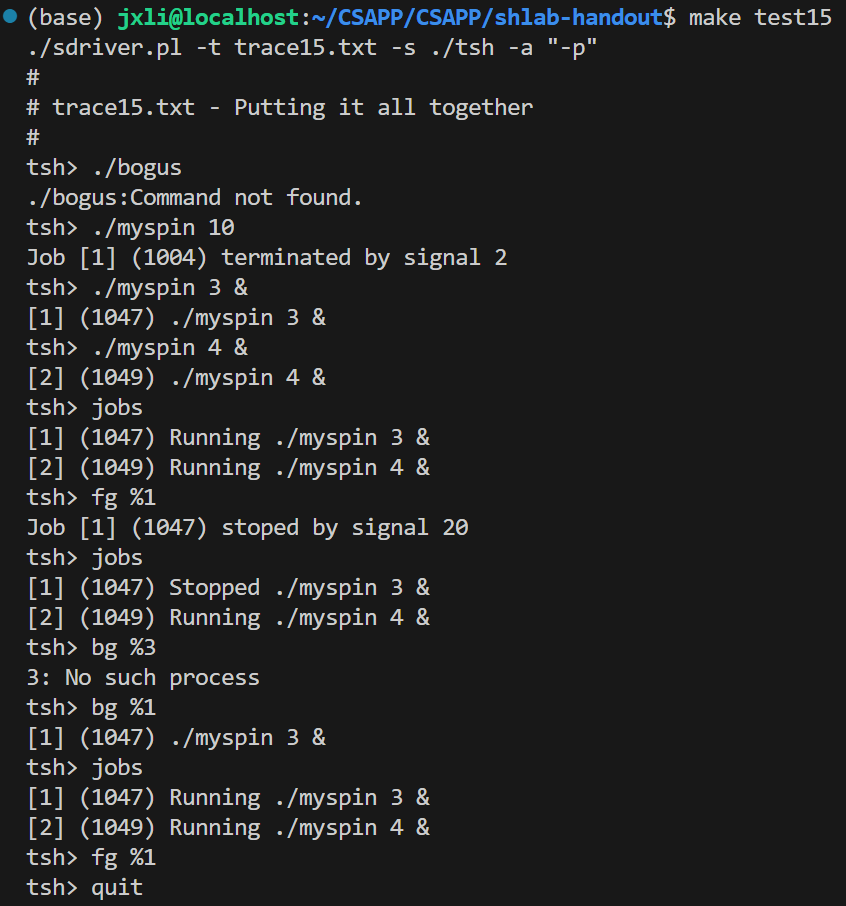 (base) jxli@localhost:~/CSAPP/CSAPP/shlab-handout$ make test15
./sdriver.pl -t trace15.txt -s ./tsh -a "-p"
#
# trace15.txt - Putting it all together
#
tsh> ./bogus
./bogus:Command not found.
tsh> ./myspin 10
Job [1] (1004) terminated by signal 2
tsh> ./myspin 3 &
[1] (1047) ./myspin 3 &
tsh> ./myspin 4 &
[2] (1049) ./myspin 4 &
tsh> jobs
[1] (1047) Running ./myspin 3 &
[2] (1049) Running ./myspin 4 &
tsh> fg %1
Job [1] (1047) stoped by signal 20
tsh> jobs
[1] (1047) Stopped ./myspin 3 &
[2] (1049) Running ./myspin 4 &
tsh> bg %3
3: No such process
tsh> bg %1
[1] (1047) ./myspin 3 &
tsh> jobs
[1] (1047) Running ./myspin 3 &
[2] (1049) Running ./myspin 4 &
tsh> fg %1
tsh> quit